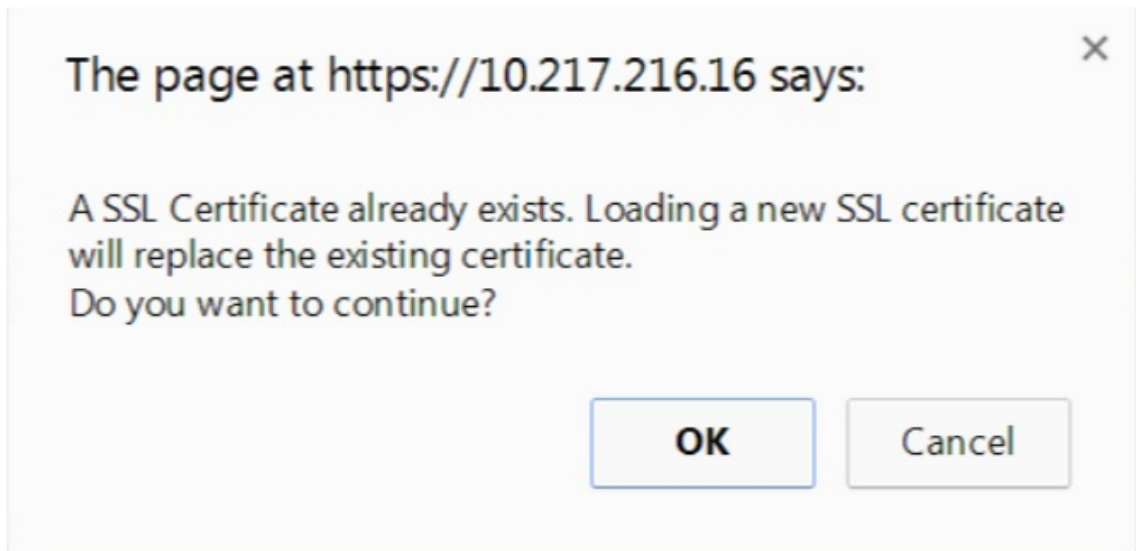 The page at https://10.217.216.16 says:
A SSL Certificate already exists. Loading a new SSL certificate
will replace the existing certificate.
Do you want to continue?
OK
Cancel